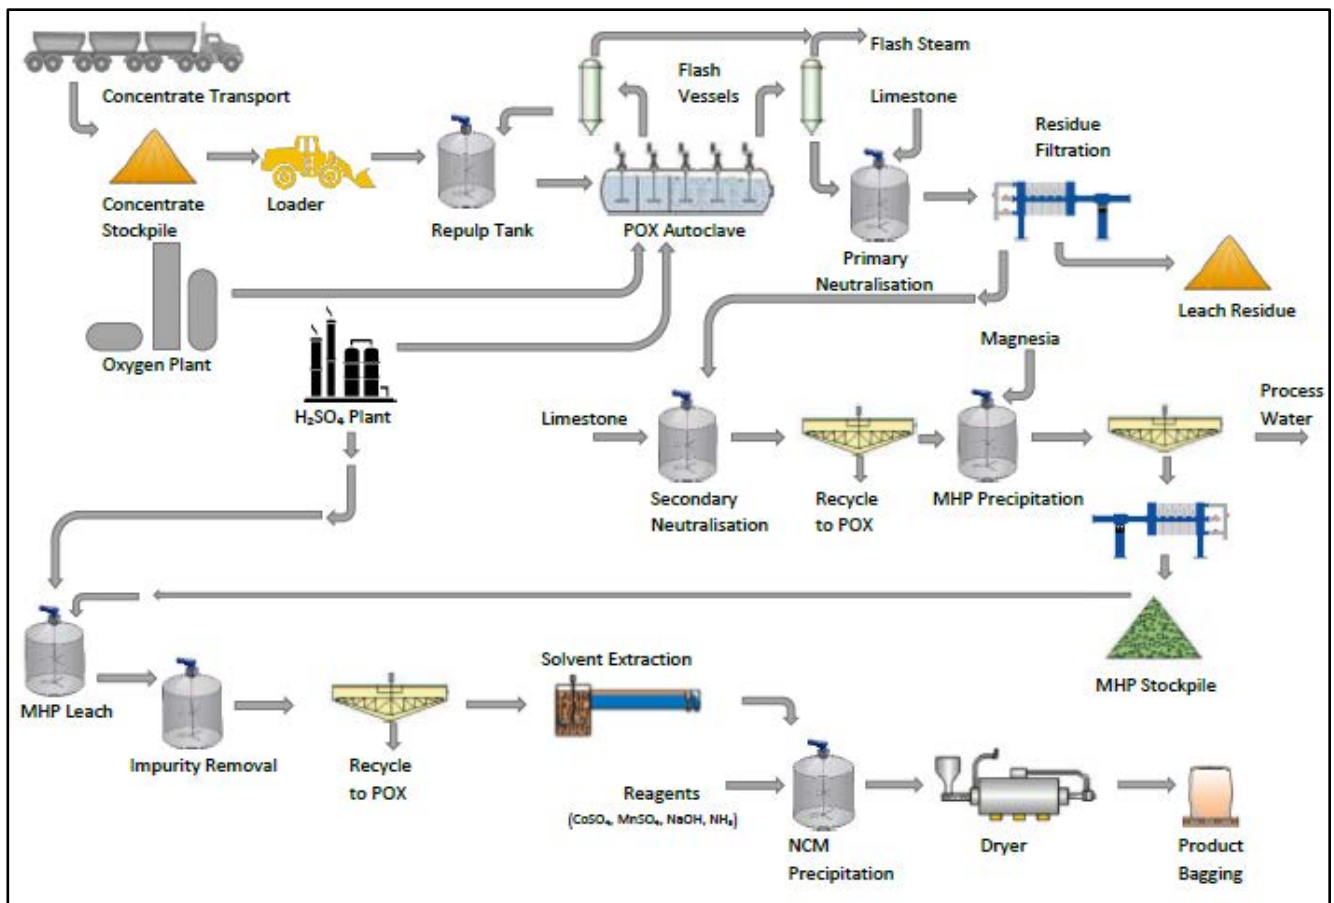 Flash Steam
Flash
Vessels
Limestone
Concentrate Transport
Residue
Filtration
Concentrate
Stockpile
Loader
Repulp Tank
POX Autoclave
Primary
Neutralisation
Leach Residue
Oxygen Plant
Magnesia
H₂SO₄ Plant
Limestone
Process
Water
Secondary
Neutralisation
Recycle
to POX
MHP Precipitation
MHP Stockpile
MHP Leach
Solvent Extraction
Impurity Removal
Recycle
to POX
Reagents
(CoSO₄, MnSO₄, NaOH, NH₃)
NCM
Precipitation
Dryer
Product
Bagging